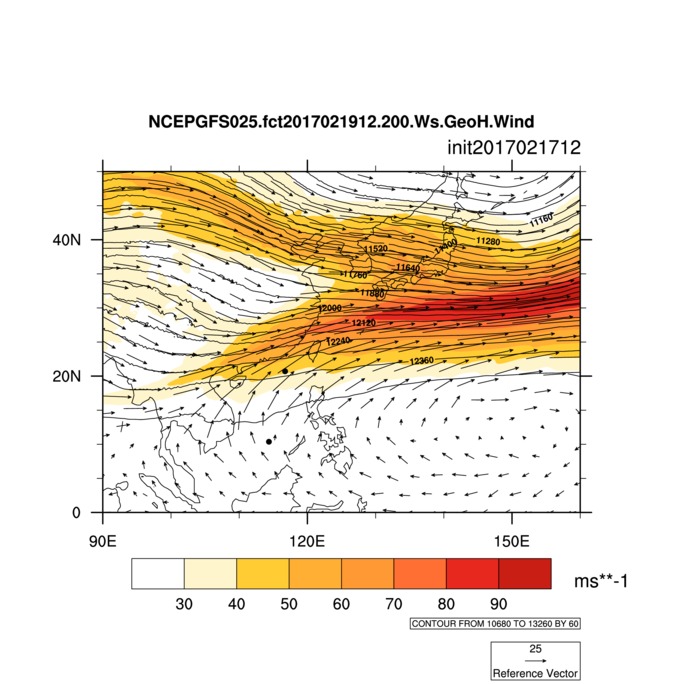 NCEPGFS025.fct2017021912.200.Ws.GeoH.Wind
init2017021712
11160
40N
11520
11400
11280
11760
11640
11880
12000
12120
12240
12360
20N
0
90E
120E
150E
30
40
50
60
70
80
90
ms**-1
CONTOUR FROM 10680 TO 13260 BY 60
25
Reference Vector